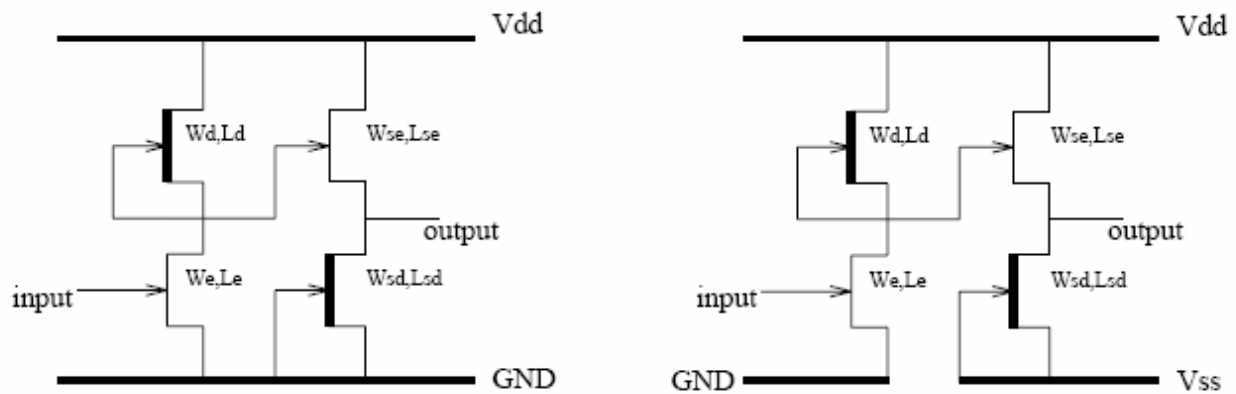 Vdd
Wd,Ld
Wse,Lse
output
We,Le
Wsd,Lsd
input
GND
Vdd
Wd,Ld
Wse,Lse
output
We,Le
Wsd,Lsd
input
GND
Vss